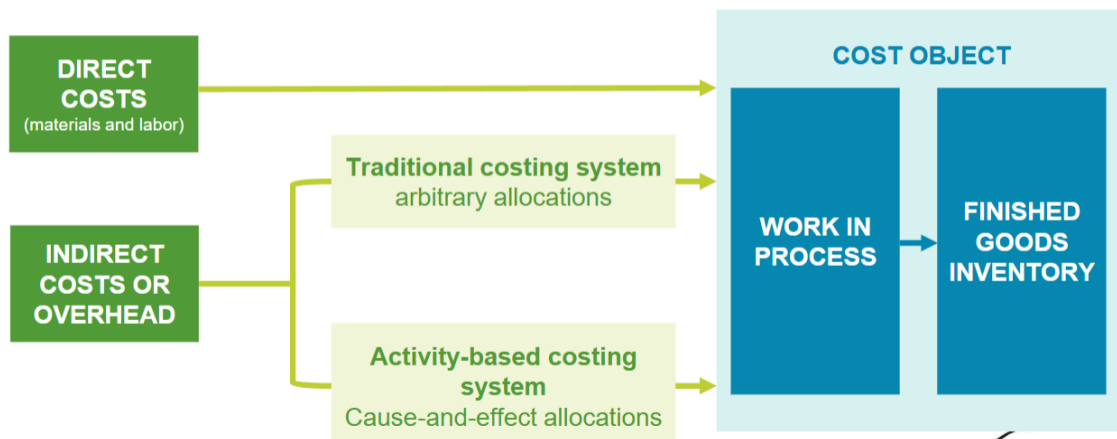 DIRECT
COSTS
(materials and labor)
INDIRECT
COSTS OR
OVERHEAD
Traditional costing system
arbitrary allocations
Activity-based costing
system
Cause-and-effect allocations
COST OBJECT
WORK IN
PROCESS
FINISHED
GOODS
INVENTORY